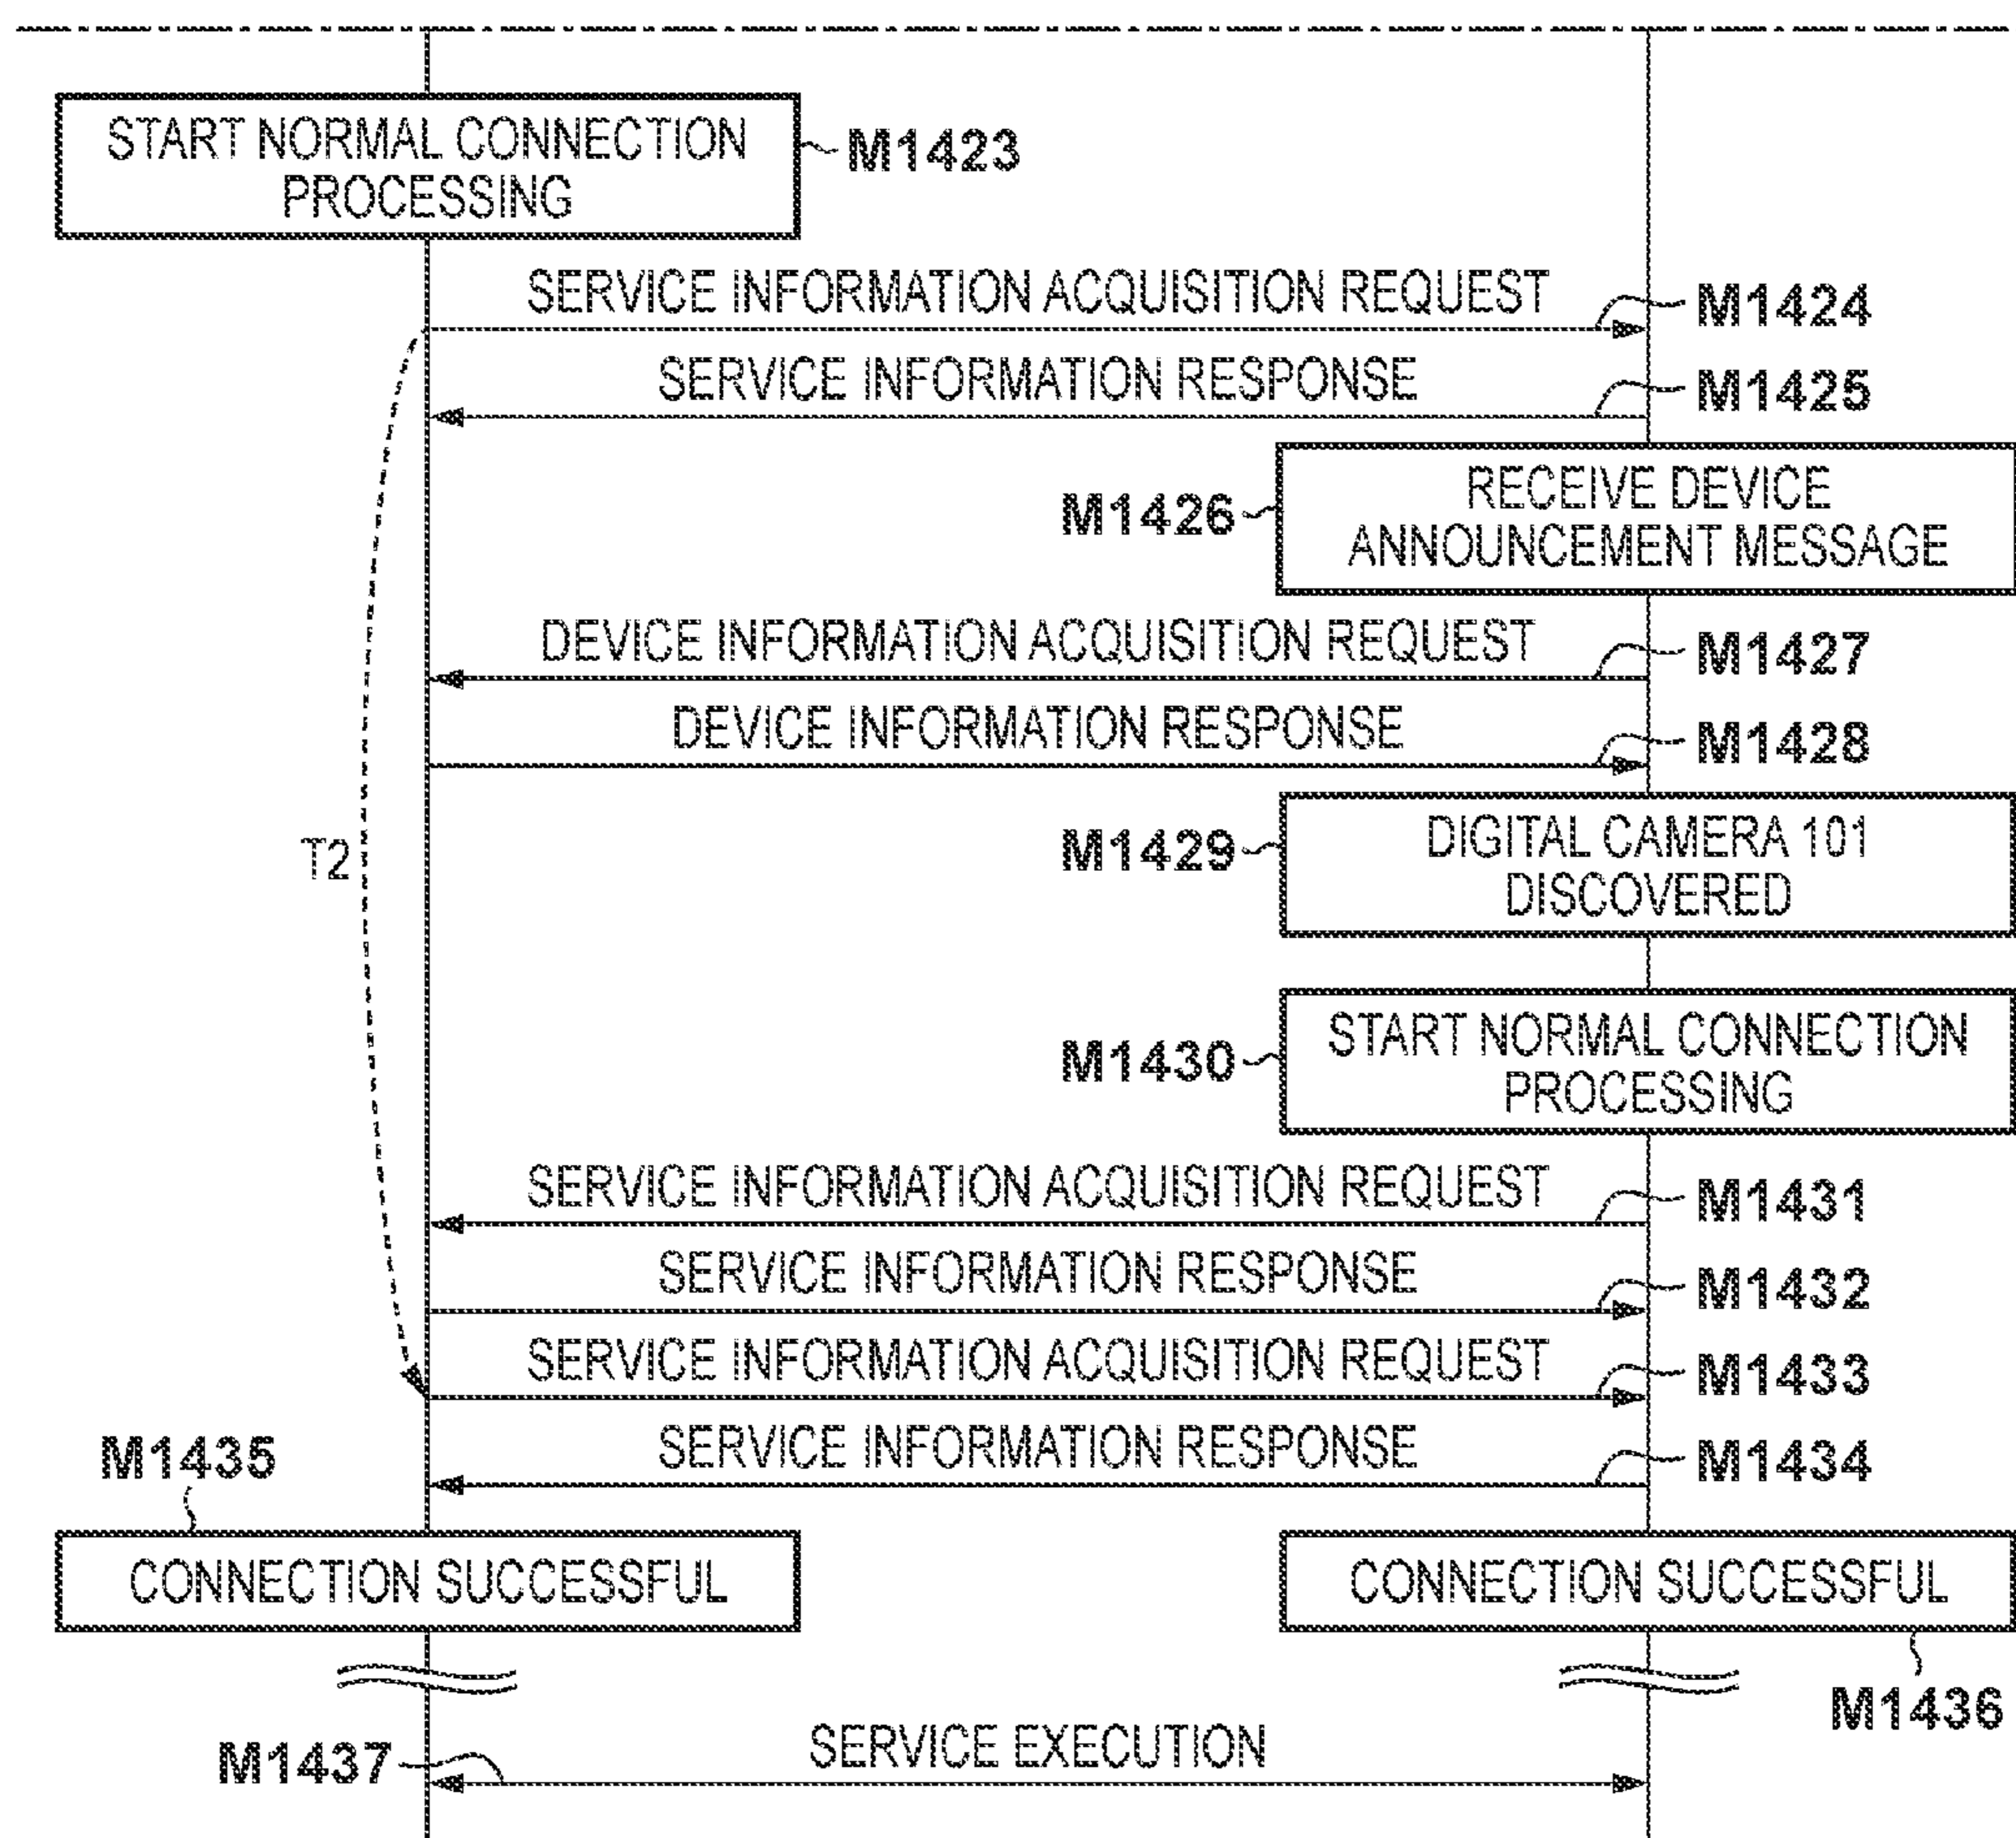 START NORMAL CONNECTION
PROCESSING
M1423
SERVICE INFORMATION ACQUISITION REQUEST
M1424
SERVICE INFORMATION RESPONSE
M1425
RECEIVE DEVICE
ANNOUNCEMENT MESSAGE
M1426
DEVICE INFORMATION ACQUISITION REQUEST
M1427
DEVICE INFORMATION RESPONSE
M1428
T2
M1429
DIGITAL CAMERA 101
DISCOVERED
M1430
START NORMAL CONNECTION
PROCESSING
SERVICE INFORMATION ACQUISITION REQUEST
M1431
SERVICE INFORMATION RESPONSE
M1432
SERVICE INFORMATION ACQUISITION REQUEST
M1433
SERVICE INFORMATION RESPONSE
M1434
M1435
CONNECTION SUCCESSFUL
CONNECTION SUCCESSFUL
M1436
SERVICE EXECUTION
M1437